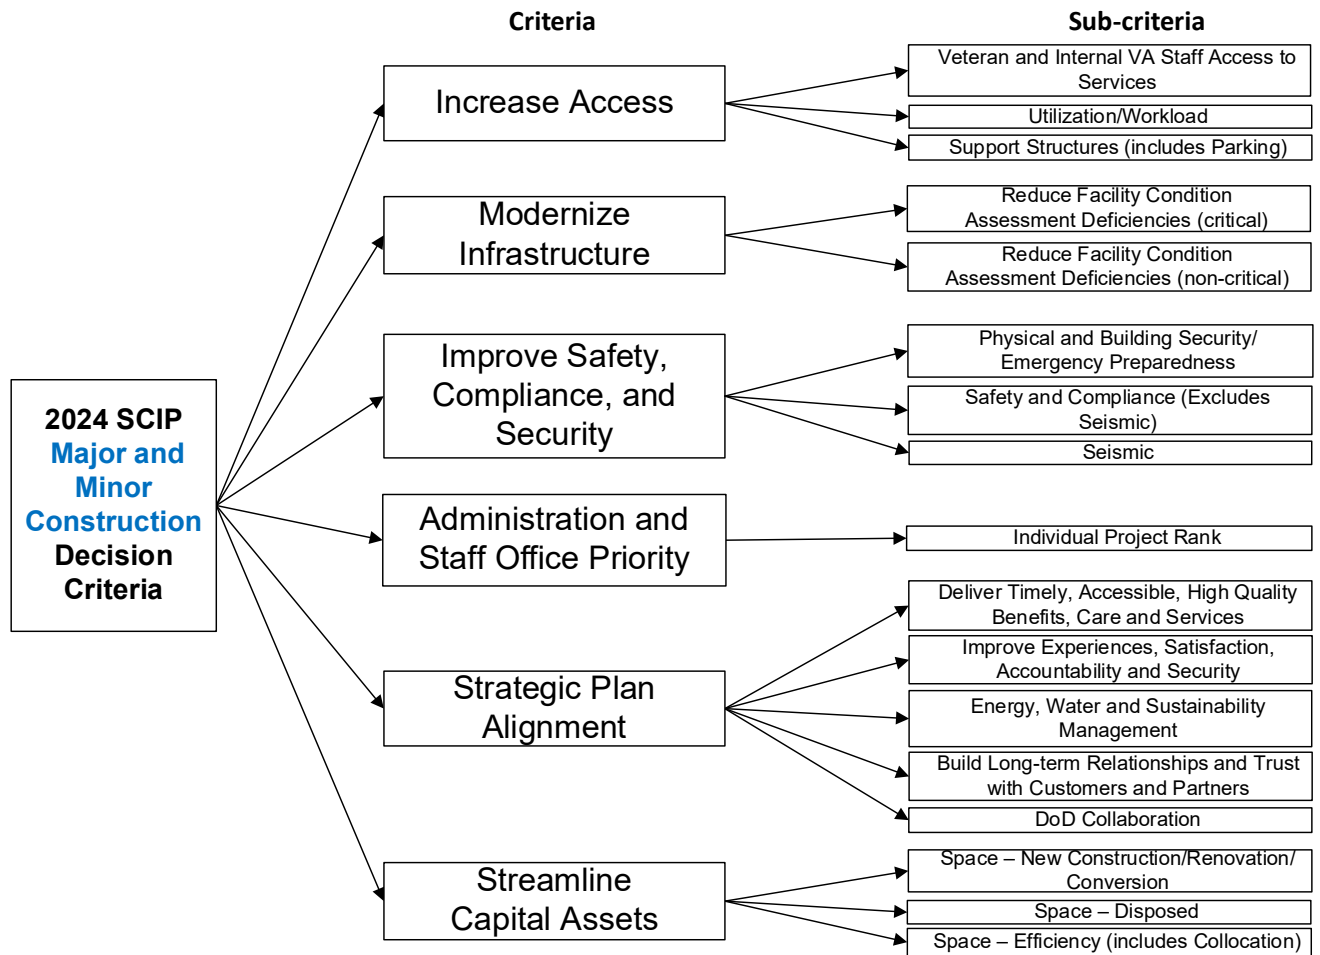 Criteria
Sub-criteria
2024 SCIP
Major and
Minor
Construction
Decision
Criteria
Increase Access
Veteran and Internal VA Staff Access to
Services
Utilization/Workload
Support Structures (includes Parking)
Modernize
Infrastructure
Reduce Facility Condition
Assessment Deficiencies (critical)
Reduce Facility Condition
Assessment Deficiencies (non-critical)
Improve Safety,
Compliance, and
Security
Physical and Building Security/
Emergency Preparedness
Safety and Compliance (Excludes
Seismic)
Seismic
Administration and
Staff Office Priority
Individual Project Rank
Strategic Plan
Alignment
Deliver Timely, Accessible, High Quality
Benefits, Care and Services
Improve Experiences, Satisfaction,
Accountability and Security
Energy, Water and Sustainability
Management
Build Long-term Relationships and Trust
with Customers and Partners
DoD Collaboration
Streamline
Capital Assets
Space – New Construction/Renovation/
Conversion
Space – Disposed
Space – Efficiency (includes Collocation)